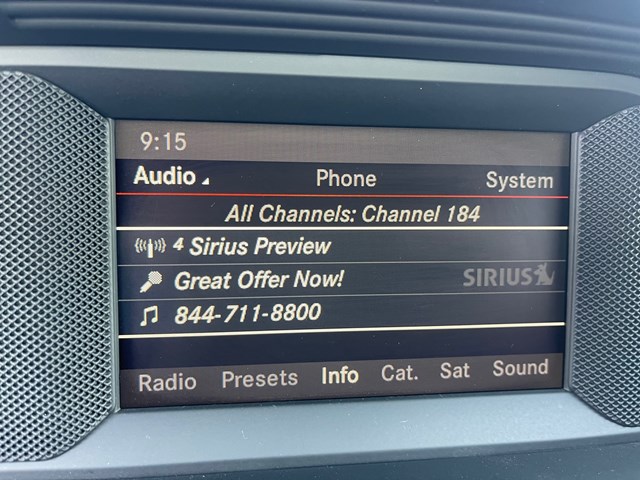 9:15
Audio Phone System
All Channels: Channel 184
4 Sirius Preview
Great Offer Now! SIRIUS
844-711-8800
Radio Presets Info Cat. Sat Sound